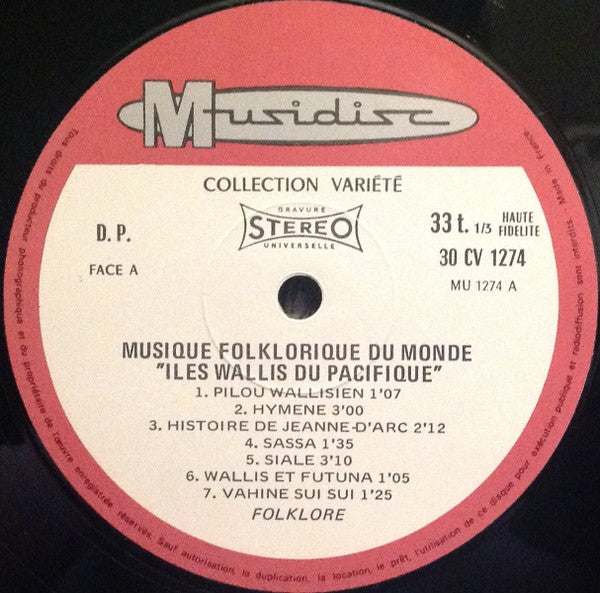 Musidisc
COLLECTION VARIÉTÉ
D. P.
GRAVURE
STEREO
UNIVERSELLE
33 t. 1/3 HAUTE FIDELITE
FACE A
30 CV 1274
MU 1274 A
MUSIQUE FOLKLORIQUE DU MONDE
"ILES WALLIS DU PACIFIQUE"
1. PILOU WALLISIEN 1'07
2. HYMENE 3'00
3. HISTOIRE DE JEANNE-D'ARC 2'12
4. SASSA 1'35
5. SIALE 3'10
6. WALLIS ET FUTUNA 1'05
7. VAHINE SUI SUI 1'25
FOLKLORE
Tous droits du producteur phonographique et du propriétaire de l'œuvre enregistrée réservés. Sauf autorisation, la duplication, la location, le prêt, l'utilisation de ce disque pour exécution publique et radiodiffusion sont interdits. Made in France